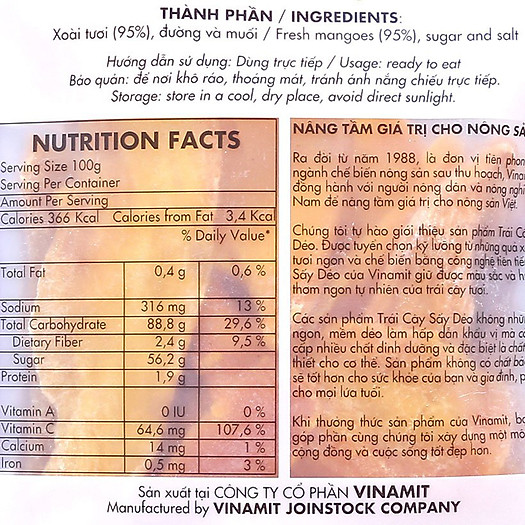 THÀNH PHẦN / INGREDIENTS:
Xoài tươi (95%), đường và muối / Fresh mangoes (95%), sugar and salt
Hướng dẫn sử dụng: Dùng trực tiếp / Usage: ready to eat
Bảo quản: để nơi khô ráo, thoáng mát, tránh ánh nắng chiếu trực tiếp.
Storage: store in a cool, dry place, avoid direct sunlight.
NUTRITION FACTS
Serving Size 100g
Serving Per Container
Amount Per Serving
Calories 366 Kcal Calories from Fat 3,4 Kcal
% Daily Value*
Total Fat 0,4 g 0,6 %
Sodium 316 mg 13 %
Total Carbohydrate 88,8 g 29,6 %
Dietary Fiber 2,4 g 9,5 %
Sugar 56,2 g
Protein 1,9 g
Vitamin A 0 IU 0 %
Vitamin C 64,6 mg 107,6 %
Calcium 14 mg 1 %
Iron 0,5 mg 3 %
NÂNG TẦM GIÁ TRỊ CHO NÔNG SẢ
Ra đời từ năm 1988, là đơn vị tiên phon
ngành chế biến nông sản sau thu hoạch, Vina
đồng hành với người nông dân và nông nghi
Nam để nâng tầm giá trị cho nông sản Việt.
Chúng tôi tự hào giới thiệu sản phẩm Trái Câ
Dẻo. Được tuyển chọn kỹ lưỡng từ những quả x
tươi ngon và chế biến bằng công nghệ tiên tiế
Sấy Dẻo của Vinamit giữ được màu sắc và h
thơm ngon tự nhiên của trái cây tươi.
Các sản phẩm Trái Cây Sấy Dẻo không nhữn
ngon, mềm dẻo làm hấp dẫn khẩu vị mà cò
cấp nhiều chất dinh dưỡng và đặc biệt là chất
thiết cho cơ thể. Sản phẩm không có chất bả
sẽ tốt hơn cho sức khỏe của bạn và gia đình, p
cho mọi lứa tuổi.
Khi thưởng thức sản phẩm của Vinamit, bạ
góp phần cùng chúng tôi xây dựng một mô
cộng đồng và cuộc sống tốt đẹp hơn.
Sản xuất tại CÔNG TY CỔ PHẦN VINAMIT
Manufactured by VINAMIT JOINSTOCK COMPANY